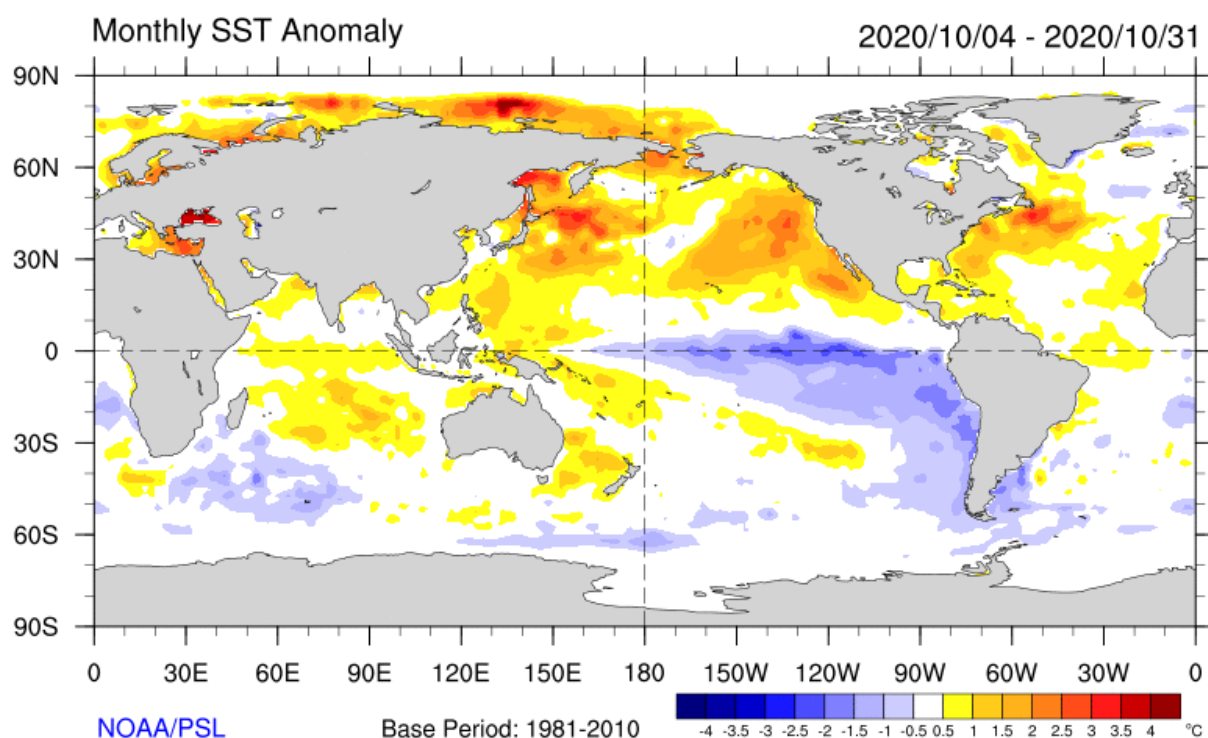 Monthly SST Anomaly 2020/10/04 - 2020/10/31
90N
60N
30N
0
30S
60S
90S
0 30E 60E 90E 120E 150E 180 150W 120W 90W 60W 30W 0
NOAA/PSL Base Period: 1981-2010
-4 -3.5 -3 -2.5 -2 -1.5 -1 -0.5 0.5 1 1.5 2 2.5 3 3.5 4 °C